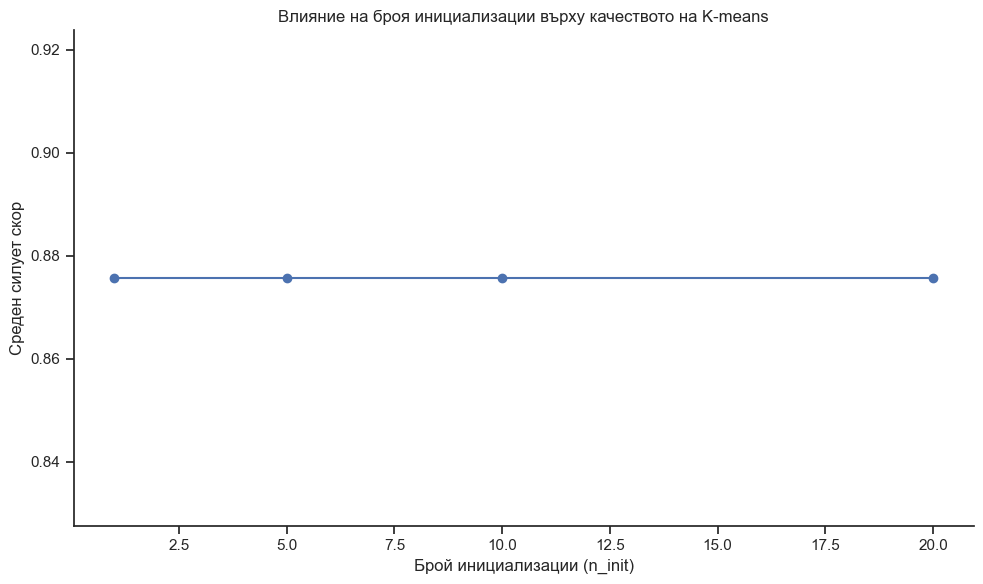 Влияние на броя инициализации върху качеството на K-means
0.92
0.90
0.88
0.86
0.84
Среден силует скор
2.5 5.0 7.5 10.0 12.5 15.0 17.5 20.0
Брой инициализации (n_init)